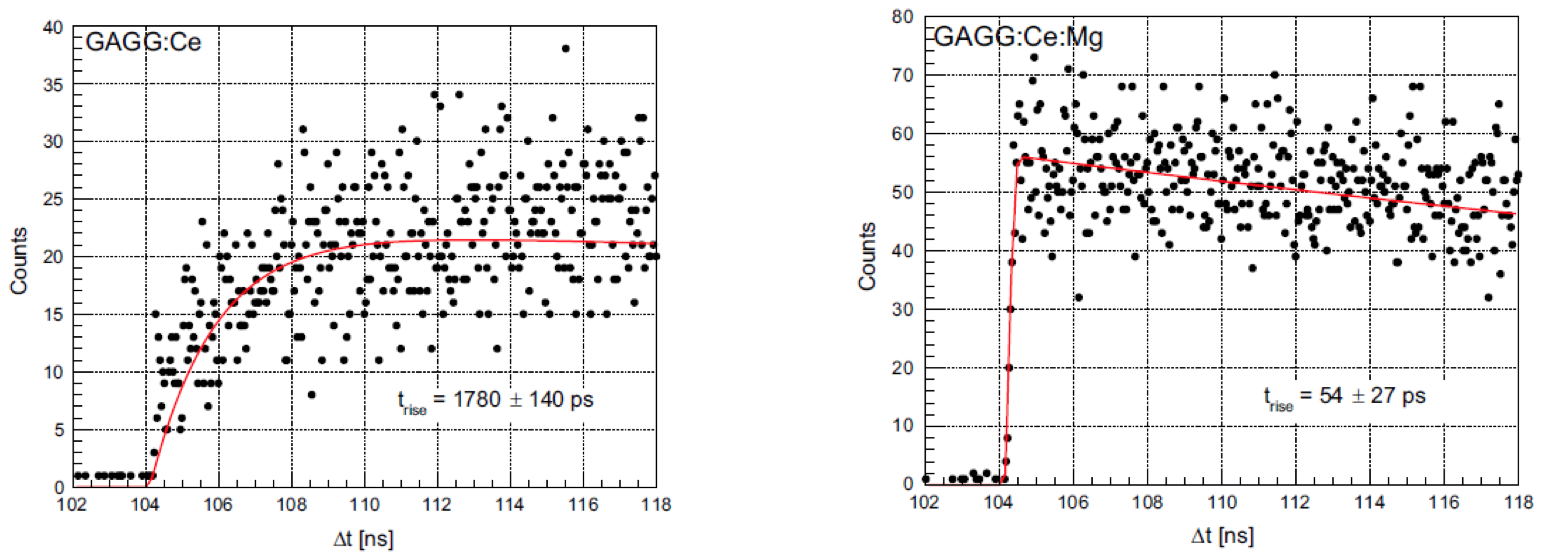 GAGG:Ce
40
35
30
25
20
15
10
5
0
Counts
t_rise = 1780 ± 140 ps
102 104 106 108 110 112 114 116 118
Δt [ns]
GAGG:Ce:Mg
80
70
60
50
40
30
20
10
0
Counts
t_rise = 54 ± 27 ps
102 104 106 108 110 112 114 116 118
Δt [ns]